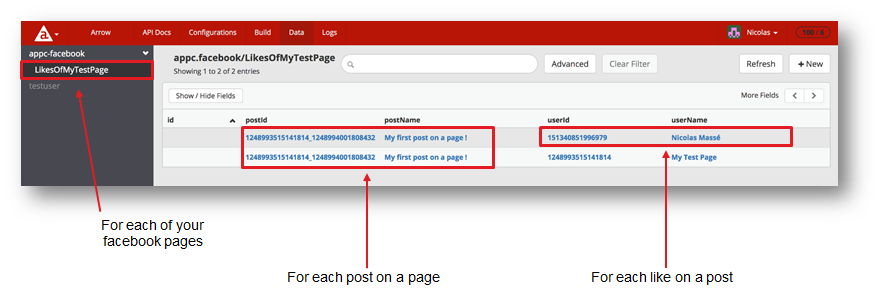 Arrow API Docs Configurations Build Data Logs Nicolas 100 / 6
appc-facebook
LikesOfMyTestPage
testuser
appc.facebook/LikesOfMyTestPage
Showing 1 to 2 of 2 entries
Advanced Clear Filter Refresh + New
Show / Hide Fields More Fields
id postId postName userId userName
1248993515141814_1248994001808432 My first post on a page ! 151340851996979 Nicolas Massé
1248993515141814_1248994001808432 My first post on a page ! 1248993515141814 My Test Page
For each of your
facebook pages
For each post on a page
For each like on a post